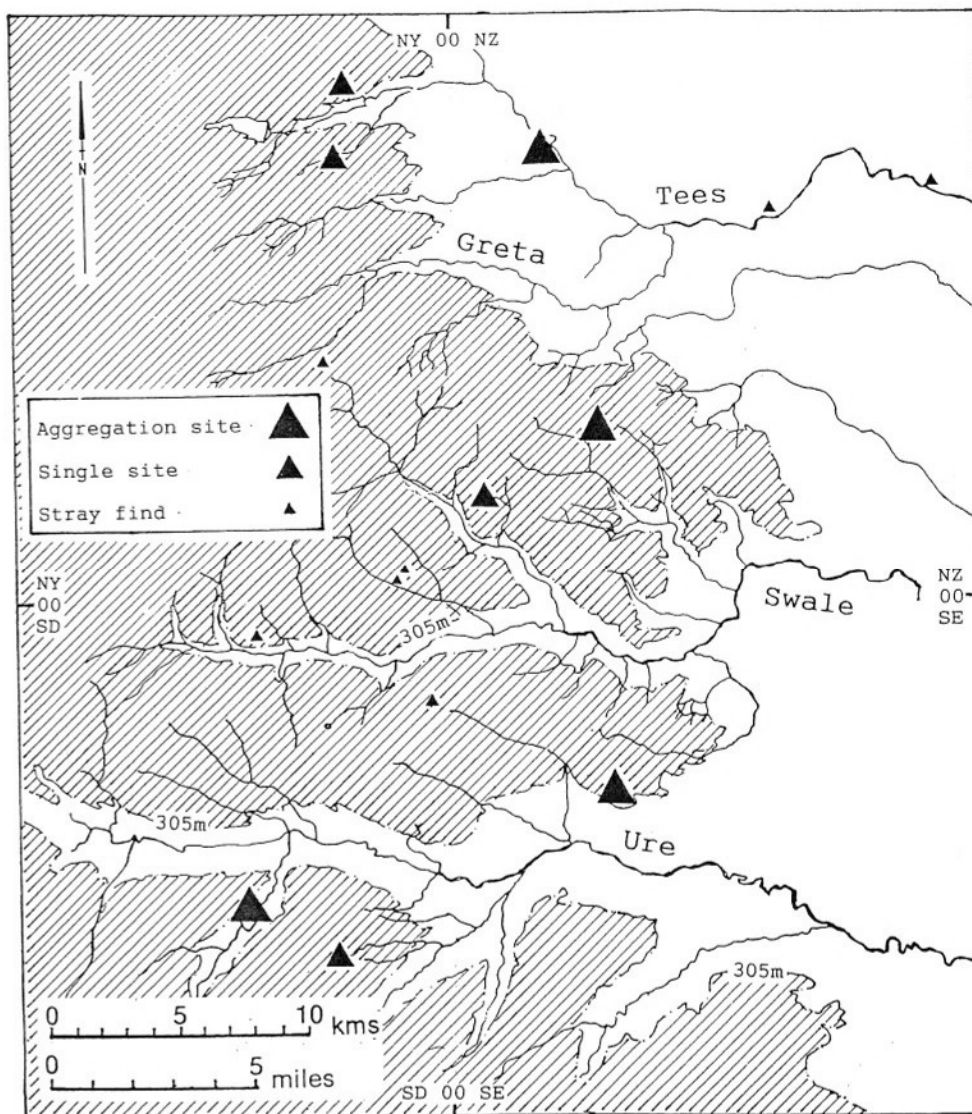 NY 00 NZ
N
Tees
Greta
Aggregation site
Single site
Stray find
NY
00
SD
NZ
00
SE
Swale
305m
305m
Ure
305m
0 5 10 kms
0 5 miles
SD 00 SE